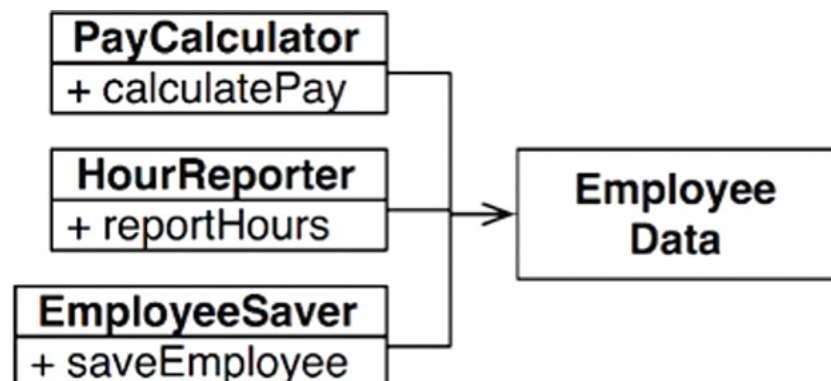 PayCalculator
+ calculatePay
HourReporter
+ reportHours
EmployeeSaver
+ saveEmployee
Employee
Data